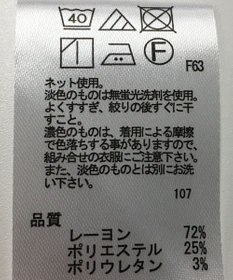 40
F
F63
ネット使用。
淡色のものは無蛍光洗剤を使用。
よくすすぎ、絞りの後すぐに干
すこと。
濃色のものは、着用による摩擦
で色落ちする事がありますので、
組み合せの衣服にご注意下さい。
また、淡色のものとは別にお洗
い下さい。
107
品質
レーヨン 72%
ポリエステル 25%
ポリウレタン 3%